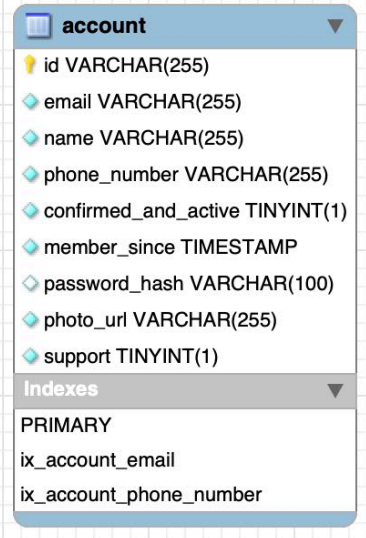 account
id VARCHAR(255)
email VARCHAR(255)
name VARCHAR(255)
phone_number VARCHAR(255)
confirmed_and_active TINYINT(1)
member_since TIMESTAMP
password_hash VARCHAR(100)
photo_url VARCHAR(255)
support TINYINT(1)
Indexes
PRIMARY
ix_account_email
ix_account_phone_number